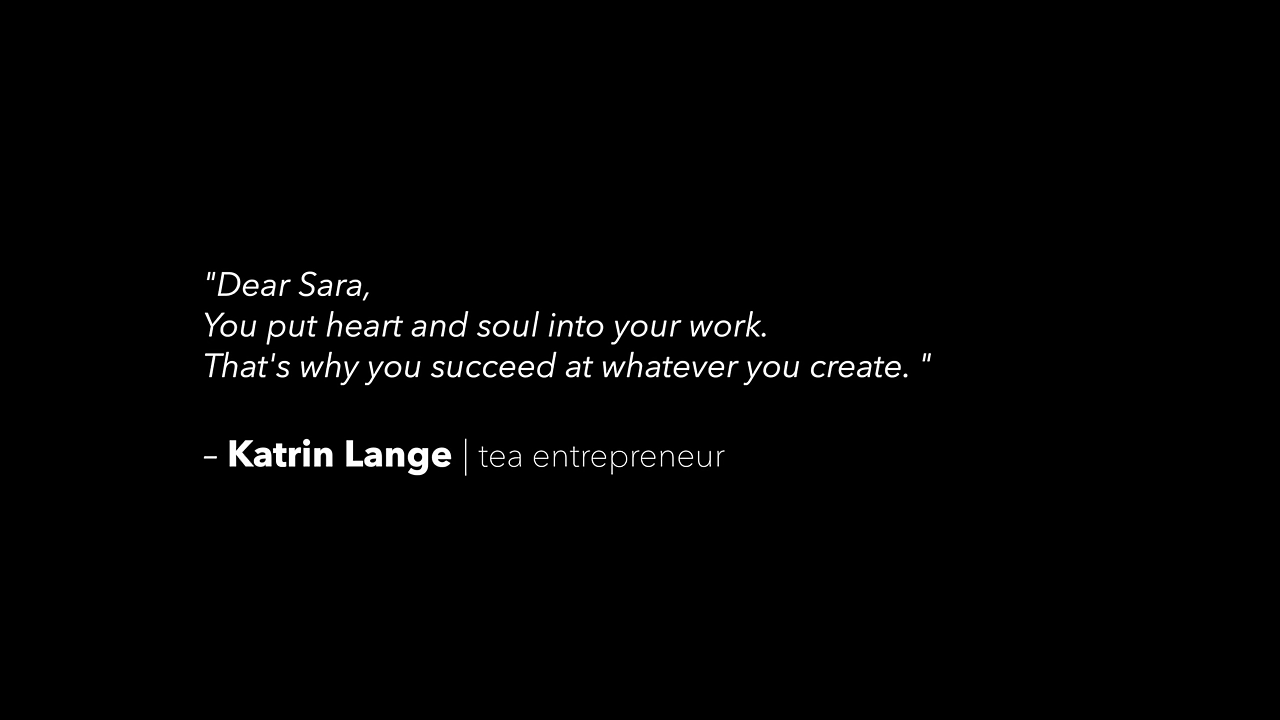 "Dear Sara,
You put heart and soul into your work.
That's why you succeed at whatever you create. "
– Katrin Lange | tea entrepreneur